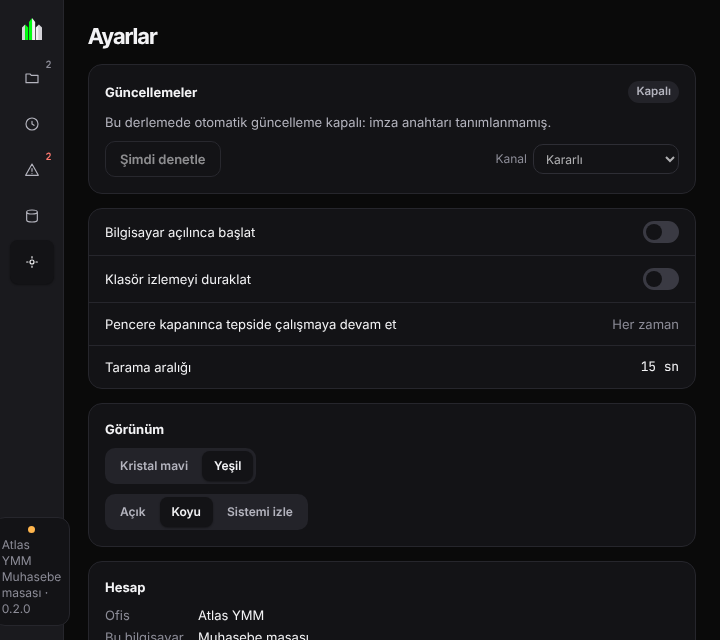 Ayarlar
2
2
Güncellemeler
Kapalı
Bu derlemede otomatik güncelleme kapalı: imza anahtarı tanımlanmamış.
Şimdi denetle
Kanal
Kararlı
Bilgisayar açılınca başlat
Klasör izlemeyi duraklat
Pencere kapanınca tepside çalışmaya devam et
Her zaman
Tarama aralığı
15 sn
Görünüm
Kristal mavi
Yeşil
Açık
Koyu
Sistemi izle
Atlas
YMM
Muhasebe
masası ·
0.2.0
Hesap
Ofis
Atlas YMM
Bu bilgisayar
Muhasebe masası